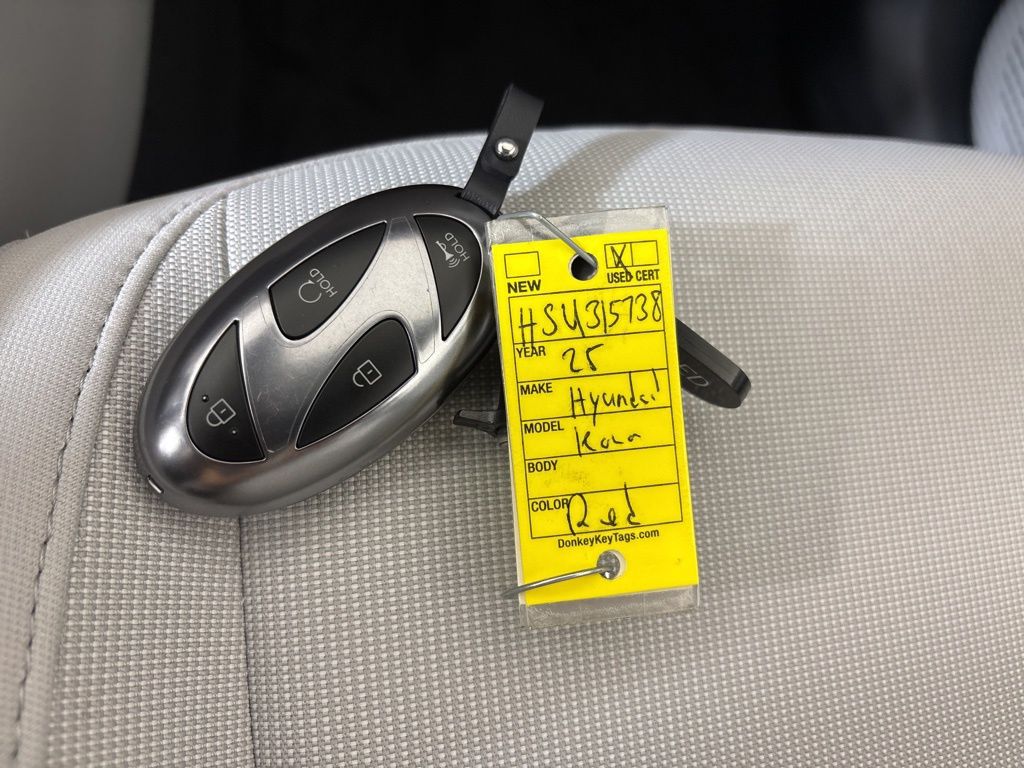 HOLD
HOLD
NEW
USED CERT
X
HSU315738
YEAR 25
MAKE Hyundai
MODEL Kona
BODY
COLOR Red
DonkeyKeyTags.com